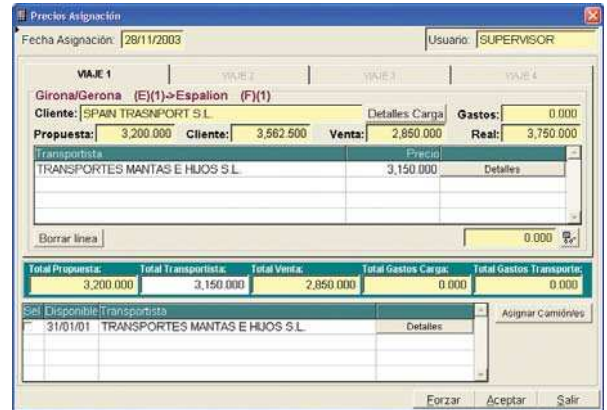 Precios Asignación
Fecha Asignación: 28/11/2003 Usuario: SUPERVISOR
VIAJE 1 VIAJE 2 VIAJE 3 VIAJE 4
Girona/Gerona (E)(1)->Espalion (F)(1)
Cliente: SPAIN TRASNPORT S.L. Detalles Carga Gastos: 0.000
Propuesta: 3,200.000 Cliente: 3,562.500 Venta: 2,850.000 Real: 3,750.000
Transportista Precio
TRANSPORTES MANTAS E HIJOS S.L. 3,150.000 Detalles
Borrar línea 0.000
Total Propuesta: Total Transportista: Total Venta: Total Gastos Carga: Total Gastos Transporte:
3,200.000 3,150.000 2,850.000 0.000 0.000
Sel Disponible Transportista
31/01/01 TRANSPORTES MANTAS E HIJOS S.L. Detalles Asignar Camión/es
Forzar Aceptar Salir